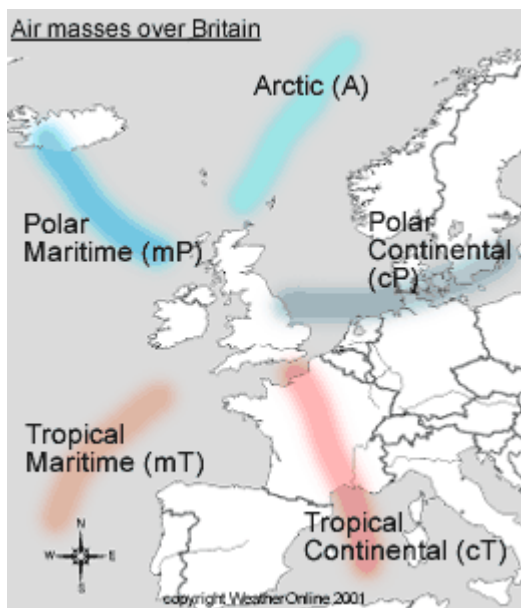 Air masses over Britain
Arctic (A)
Polar
Maritime (mP)
Polar
Continental
(cP)
Tropical
Maritime (mT)
Tropical
Continental (cT)
N
W E
S
copyright WeatherOnline 2001